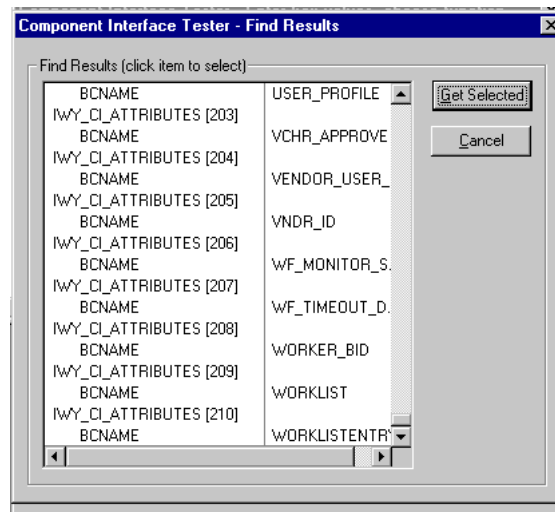 Component Interface Tester - Find Results
Find Results (click item to select)
BCNAME USER_PROFILE
IWY_CI_ATTRIBUTES [203]
BCNAME VCHR_APPROVE
IWY_CI_ATTRIBUTES [204]
BCNAME VENDOR_USER_
IWY_CI_ATTRIBUTES [205]
BCNAME VNDR_ID
IWY_CI_ATTRIBUTES [206]
BCNAME WF_MONITOR_S.
IWY_CI_ATTRIBUTES [207]
BCNAME WF_TIMEOUT_D.
IWY_CI_ATTRIBUTES [208]
BCNAME WORKER_BID
IWY_CI_ATTRIBUTES [209]
BCNAME WORKLIST
IWY_CI_ATTRIBUTES [210]
BCNAME WORKLISTENTRY
Get Selected
Cancel